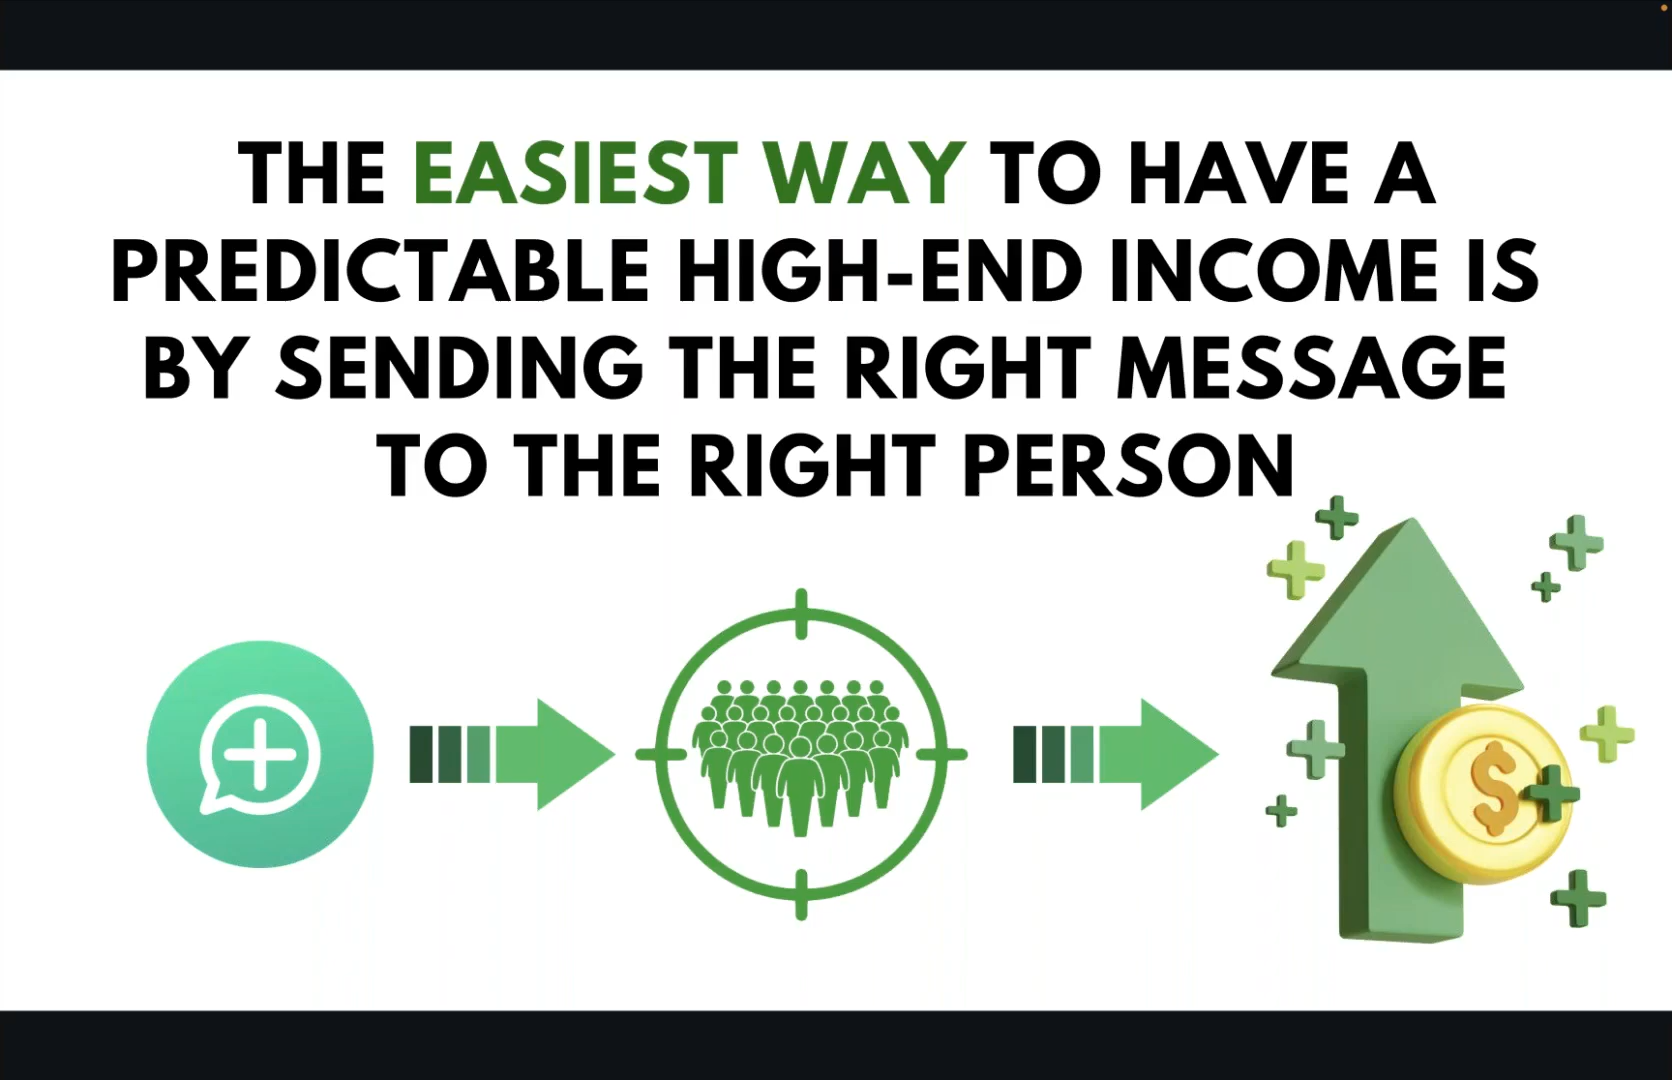 THE EASIEST WAY TO HAVE A
PREDICTABLE HIGH-END INCOME IS
BY SENDING THE RIGHT MESSAGE
TO THE RIGHT PERSON
$